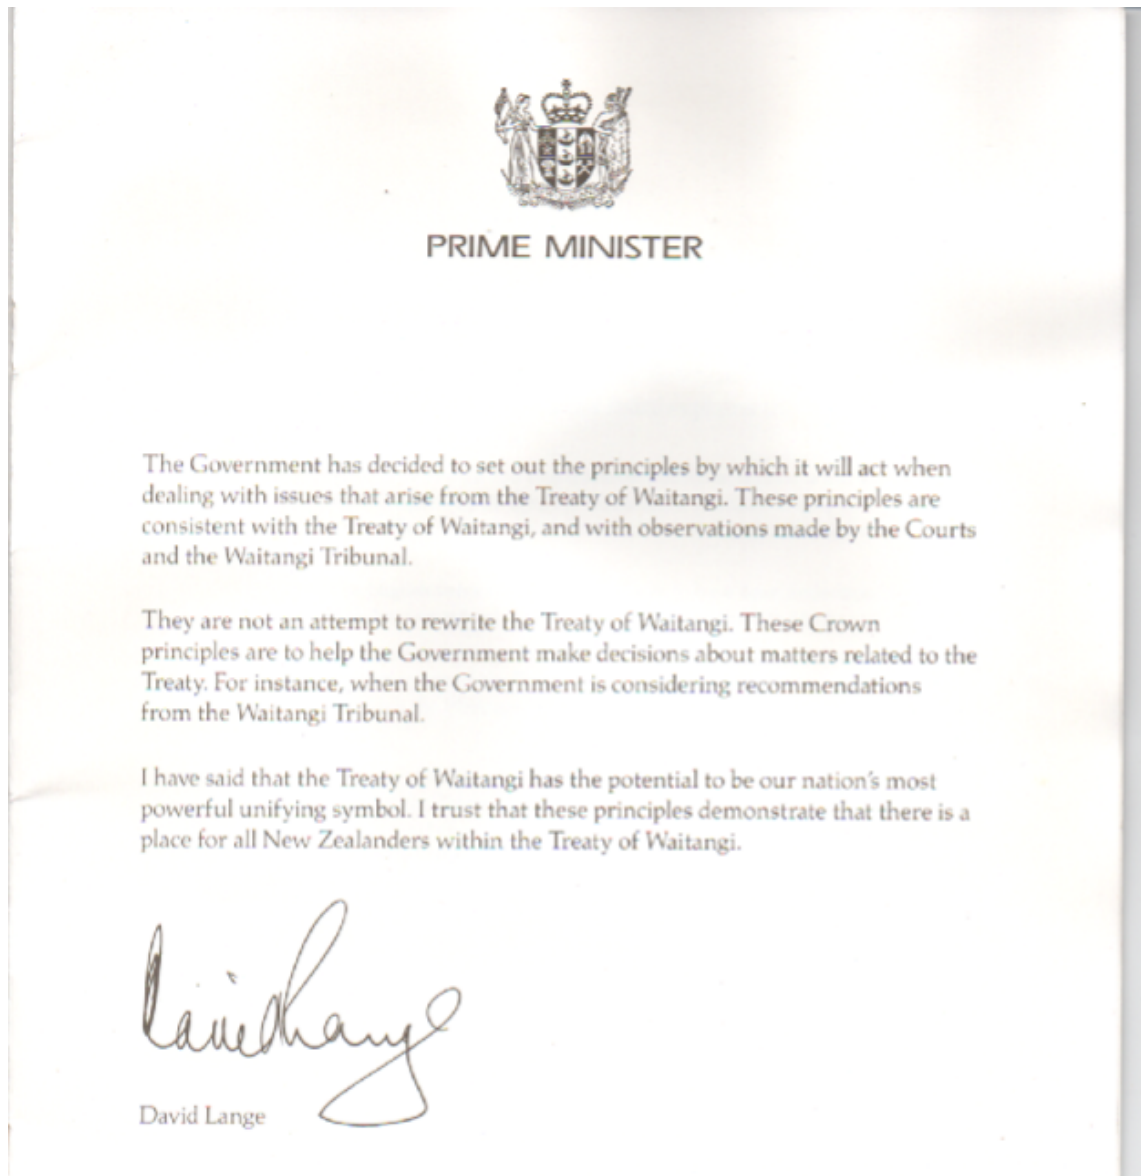 PRIME MINISTER
The Government has decided to set out the principles by which it will act when
dealing with issues that arise from the Treaty of Waitangi. These principles are
consistent with the Treaty of Waitangi, and with observations made by the Courts
and the Waitangi Tribunal.
They are not an attempt to rewrite the Treaty of Waitangi. These Crown
principles are to help the Government make decisions about matters related to the
Treaty. For instance, when the Government is considering recommendations
from the Waitangi Tribunal.
I have said that the Treaty of Waitangi has the potential to be our nation's most
powerful unifying symbol. I trust that these principles demonstrate that there is a
place for all New Zealanders within the Treaty of Waitangi.
David Lange
David Lange